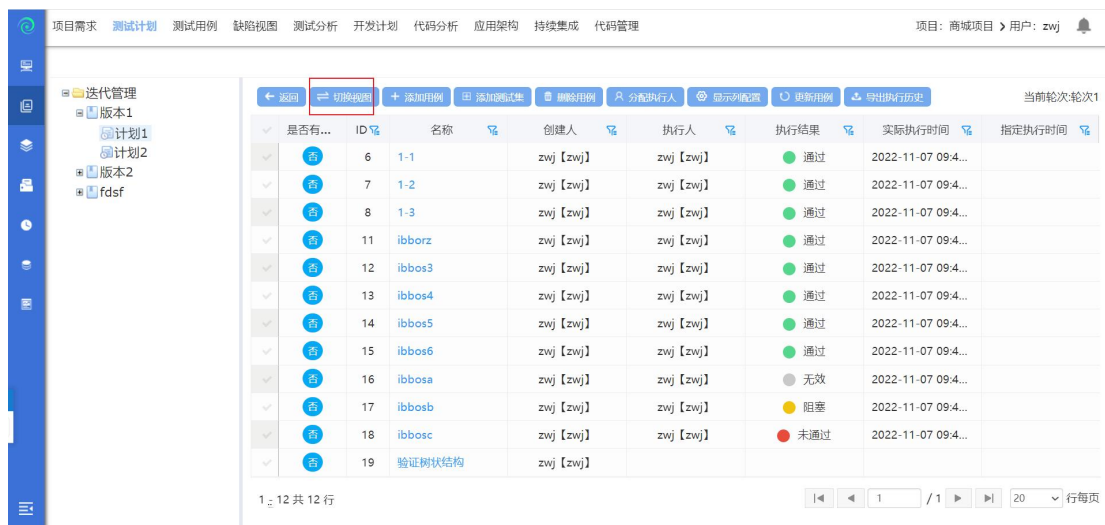 项目需求 测试计划 测试用例 缺陷视图 测试分析 开发计划 代码分析 应用架构 持续集成 代码管理 项目：商城项目 用户：zwj
迭代管理
版本1
计划1
计划2
版本2
fdsf
返回 切换视图 添加用例 添加测试集 删除用例 分配执行人 显示列配置 更新用例 导出执行历史 当前轮次:轮次1
是否有... ID 名称 创建人 执行人 执行结果 实际执行时间 指定执行时间
否 6 1-1 zwj【zwj】 zwj【zwj】 通过 2022-11-07 09:4...
否 7 1-2 zwj【zwj】 zwj【zwj】 通过 2022-11-07 09:4...
否 8 1-3 zwj【zwj】 zwj【zwj】 通过 2022-11-07 09:4...
否 11 ibborz zwj【zwj】 zwj【zwj】 通过 2022-11-07 09:4...
否 12 ibbos3 zwj【zwj】 zwj【zwj】 通过 2022-11-07 09:4...
否 13 ibbos4 zwj【zwj】 zwj【zwj】 通过 2022-11-07 09:4...
否 14 ibbos5 zwj【zwj】 zwj【zwj】 通过 2022-11-07 09:4...
否 15 ibbos6 zwj【zwj】 zwj【zwj】 通过 2022-11-07 09:4...
否 16 ibbosa zwj【zwj】 zwj【zwj】 无效 2022-11-07 09:4...
否 17 ibbosb zwj【zwj】 zwj【zwj】 阻塞 2022-11-07 09:4...
否 18 ibbosc zwj【zwj】 zwj【zwj】 未通过 2022-11-07 09:4...
否 19 验证树状结构 zwj【zwj】
1 - 12 共 12 行 1 / 1 20 行每页